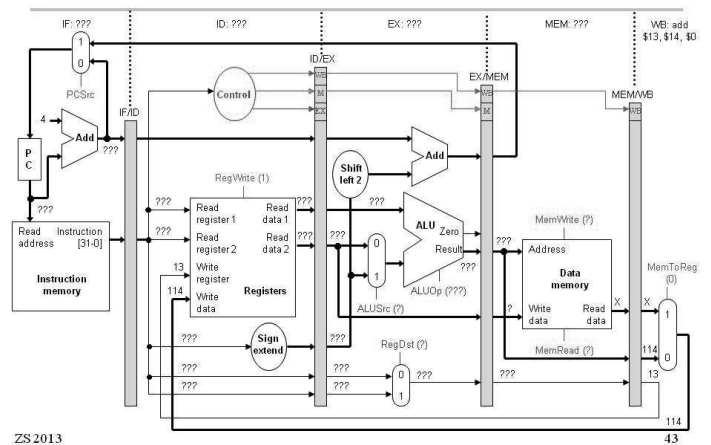 IF: ???
ID: ???
EX: ???
MEM: ???
WB: add
$13, $14, $0
1
0
PCSrc
4
Add
P
C
???
???
IF/ID
Control
ID/EX
WB
M
EX
EX/MEM
WB
M
MEM/WB
WB
Add
Shift
left 2
RegWrite (1)
Read
address
Instruction
[31-0]
Instruction
memory
???
???
13
114
Read
register 1
Read
data 1
Read
register 2
Read
data 2
Write
register
Write
data
Registers
???
???
???
0
1
ALUSrc (?)
ALU
Zero
Result
ALUOp (???)
???
???
MemWrite (?)
Address
Data
memory
Write
data
Read
data
?
MemRead (?)
X
X
MemToReg
(0)
1
0
114
13
114
???
Sign
extend
???
???
RegDst (?)
0
1
???
???
ZS 2013
43